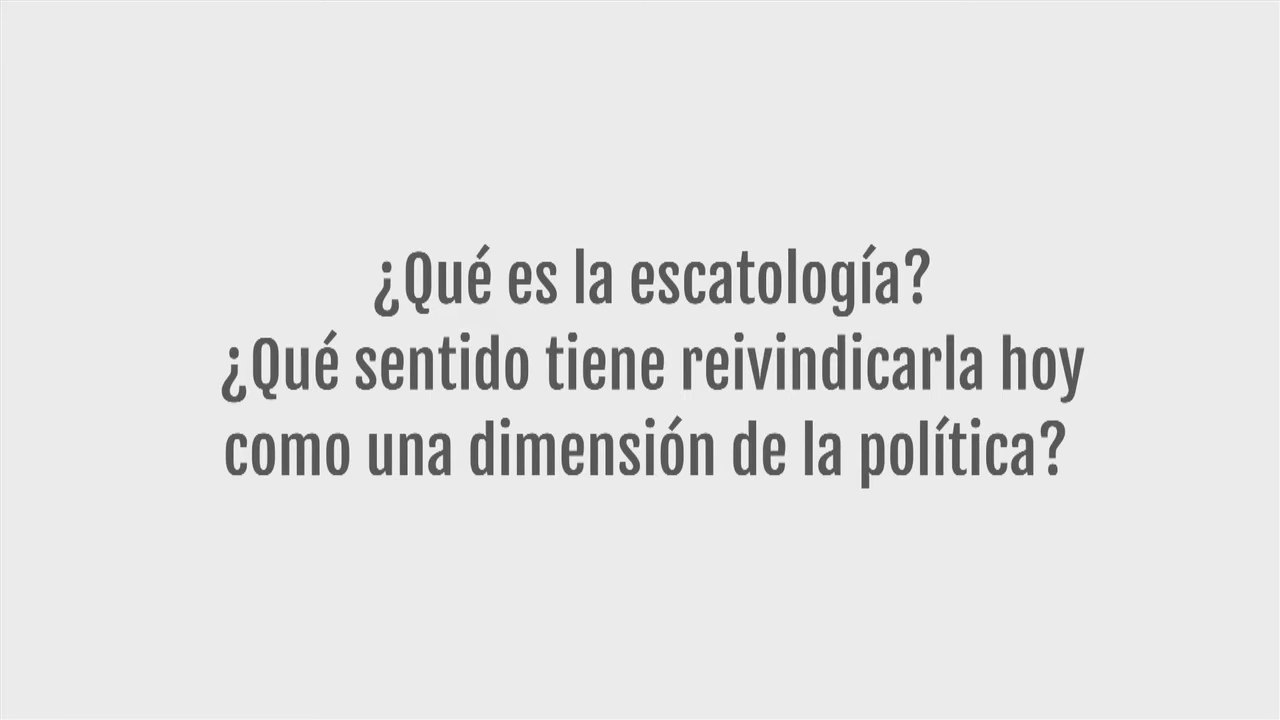 ¿Qué es la escatología?
¿Qué sentido tiene reivindicarla hoy
como una dimensión de la política?